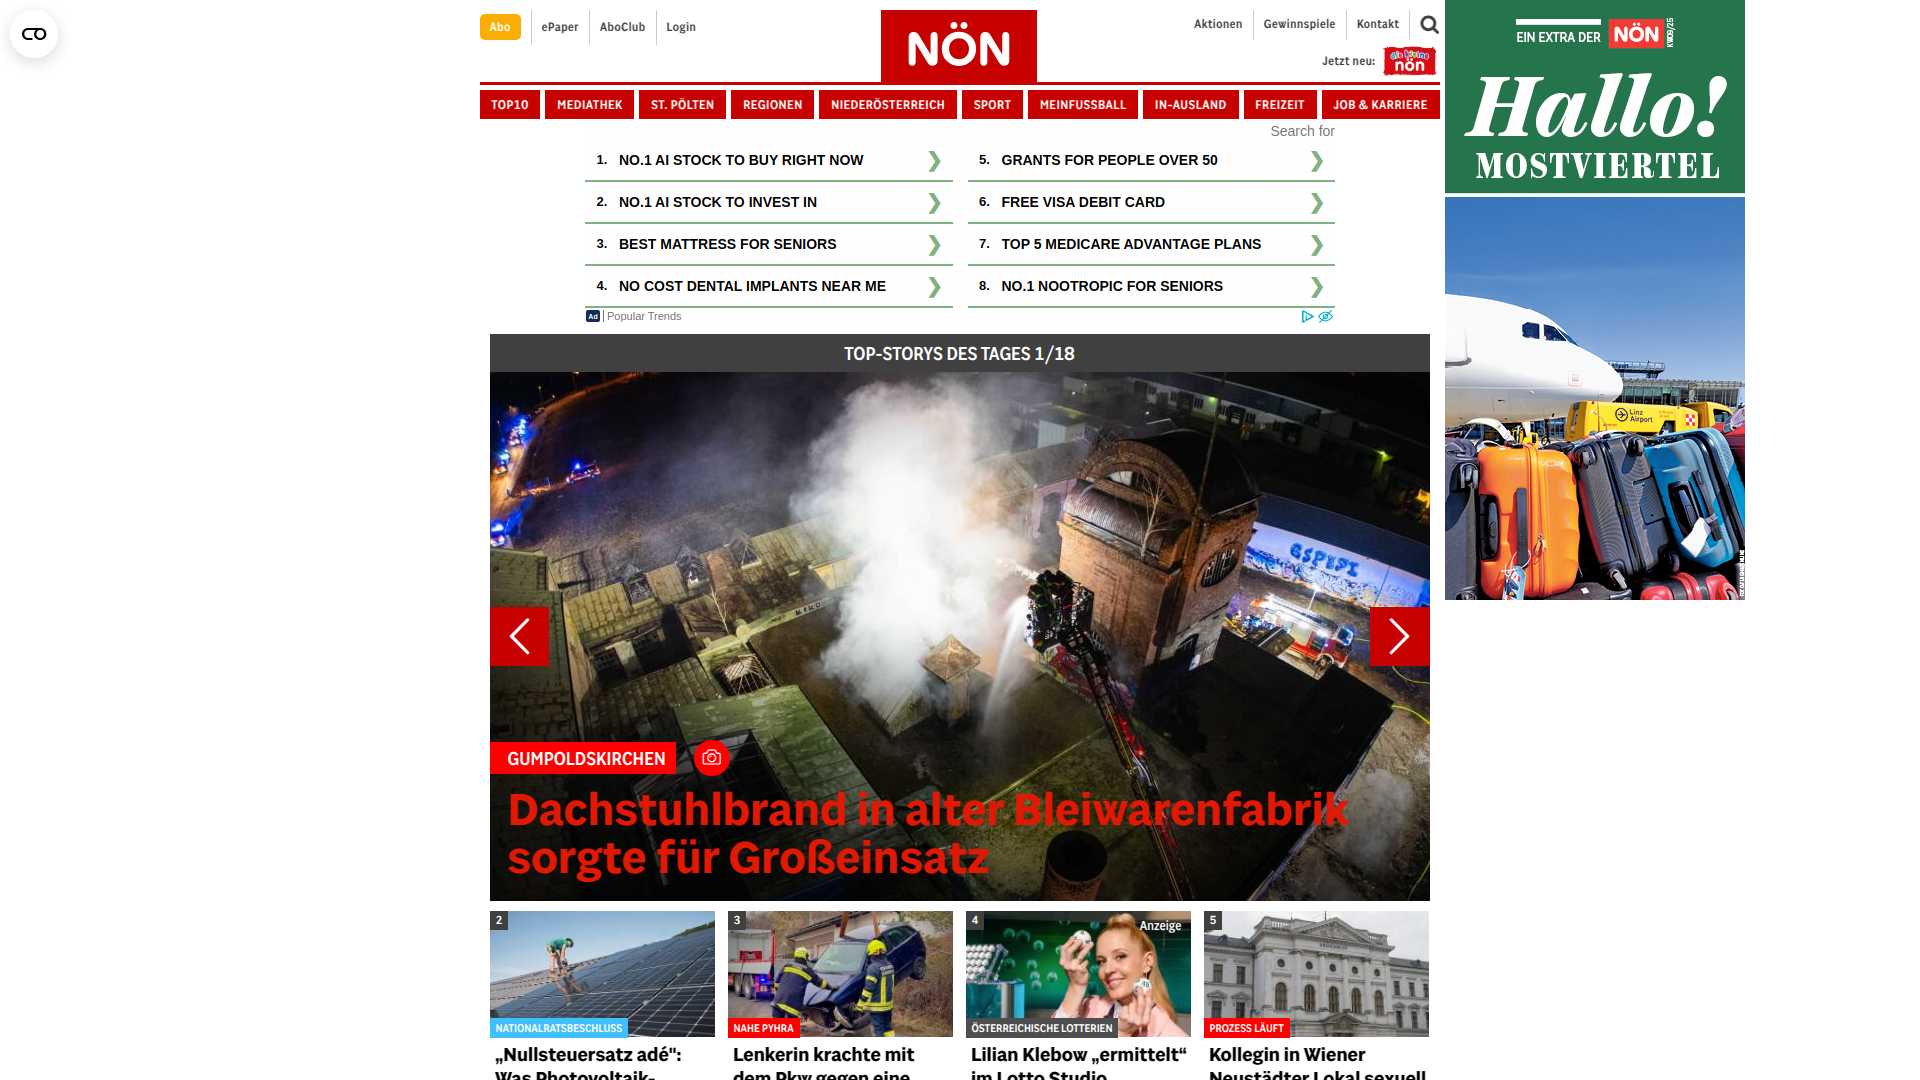 Abo
ePaper
AboClub
Login
NÖN
Aktionen
Gewinnspiele
Kontakt
Jetzt neu:
die kleine
nön
TOP10
MEDIATHEK
ST. PÖLTEN
REGIONEN
NIEDERÖSTERREICH
SPORT
MEINFUSSBALL
IN-AUSLAND
FREIZEIT
JOB & KARRIERE
Search for
1. NO.1 AI STOCK TO BUY RIGHT NOW
2. NO.1 AI STOCK TO INVEST IN
3. BEST MATTRESS FOR SENIORS
4. NO COST DENTAL IMPLANTS NEAR ME
5. GRANTS FOR PEOPLE OVER 50
6. FREE VISA DEBIT CARD
7. TOP 5 MEDICARE ADVANTAGE PLANS
8. NO.1 NOOTROPIC FOR SENIORS
Ad
Popular Trends
TOP-STORYS DES TAGES 1/18
GUMPOLDSKIRCHEN
Dachstuhlbrand in alter Bleiwarenfabrik
sorgte für Großeinsatz
2
NATIONALRATSBESCHLUSS
„Nullsteuersatz adé“:
Was Photovoltaik-
3
NAHE PYHRA
Lenkerin krachte mit
dem Pkw gegen eine
4
Anzeige
ÖSTERREICHISCHE LOTTERIEN
Lilian Klebow „ermittelt“
im Lotto Studio
5
PROZESS LÄUFT
Kollegin in Wiener
Neustädter Lokal sexuell
EIN EXTRA DER
NÖN
KW09/25
Hallo!
MOSTVIERTEL
Linz
Airport